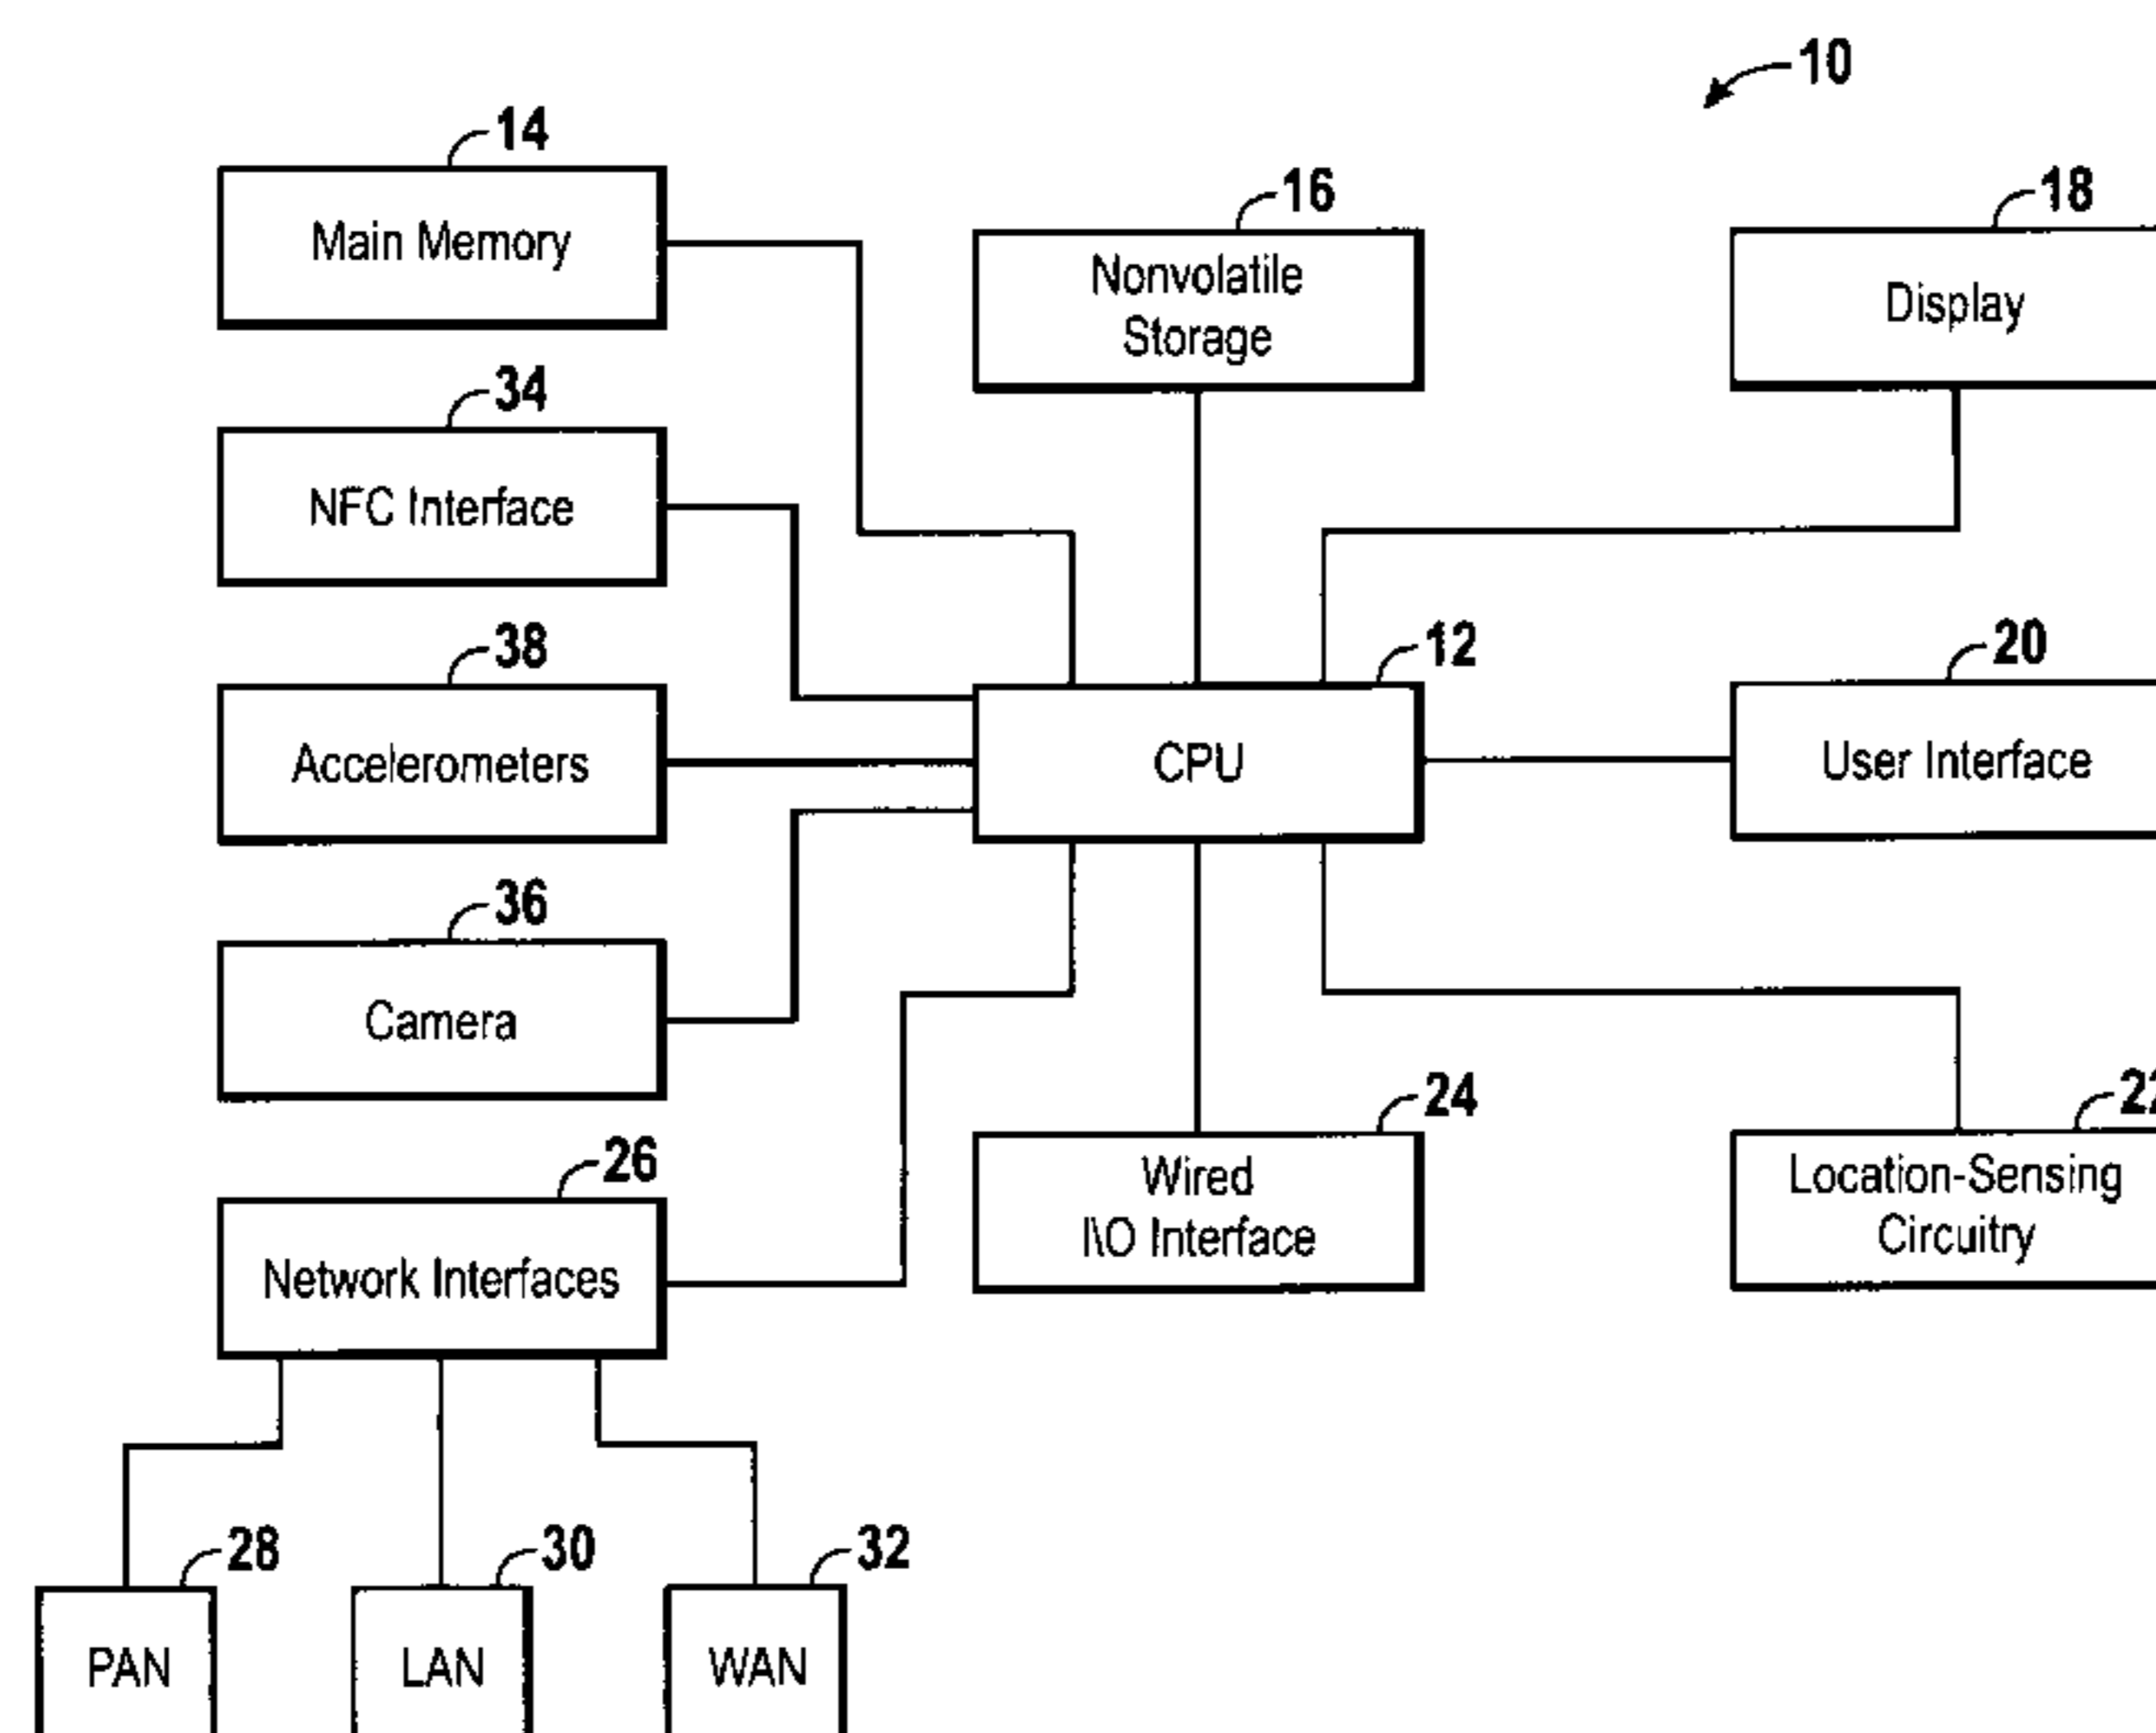 10
14
Main Memory
16
Nonvolatile
Storage
18
Display
34
NFC Interface
38
Accelerometers
12
CPU
20
User Interface
36
Camera
26
Network Interfaces
24
Wired
I\O Interface
Location-Sensing
Circuitry
28
PAN
30
LAN
32
WAN